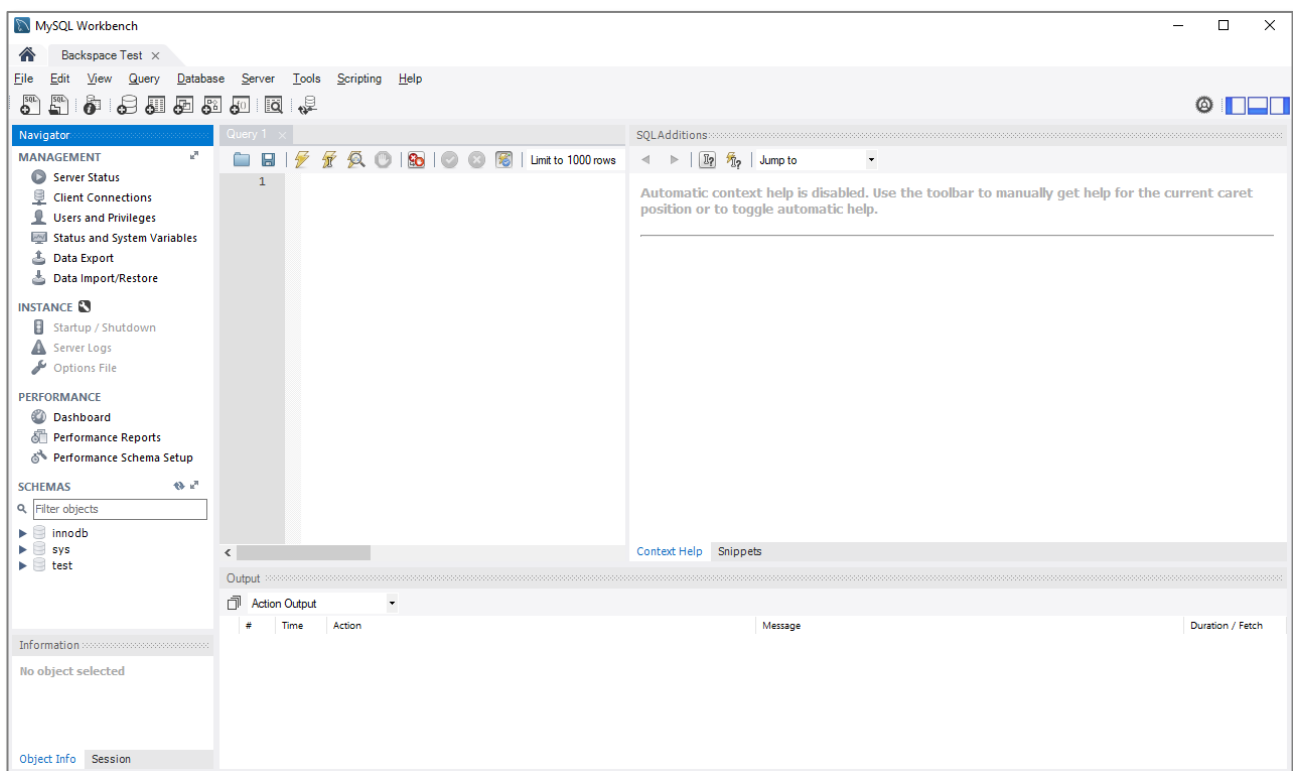 MySQL Workbench
Backspace Test
File Edit View Query Database Server Tools Scripting Help
Navigator
MANAGEMENT
Server Status
Client Connections
Users and Privileges
Status and System Variables
Data Export
Data Import/Restore
INSTANCE
Startup / Shutdown
Server Logs
Options File
PERFORMANCE
Dashboard
Performance Reports
Performance Schema Setup
SCHEMAS
Filter objects
innodb
sys
test
Information
No object selected
Object Info Session
Query 1
Limit to 1000 rows
1
SQLAdditions
Jump to
Automatic context help is disabled. Use the toolbar to manually get help for the current caret
position or to toggle automatic help.
Context Help Snippets
Output
Action Output
# Time Action Message Duration / Fetch